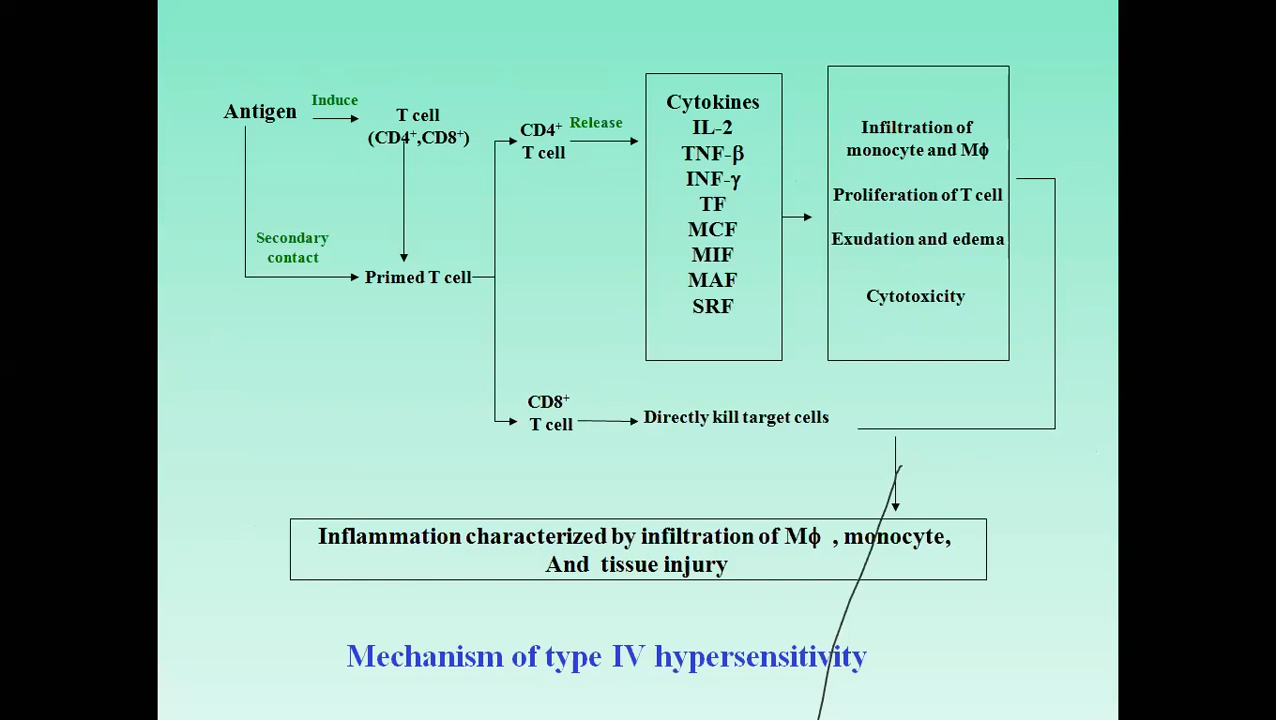 Antigen
Induce
T cell
(CD4⁺,CD8⁺)
Secondary
contact
Primed T cell
CD4⁺
T cell
Release
Cytokines
IL-2
TNF-β
INF-γ
TF
MCF
MIF
MAF
SRF
Infiltration of
monocyte and Mϕ
Proliferation of T cell
Exudation and edema
Cytotoxicity
CD8⁺
T cell
Directly kill target cells
Inflammation characterized by infiltration of Mϕ , monocyte,
And tissue injury
Mechanism of type IV hypersensitivity